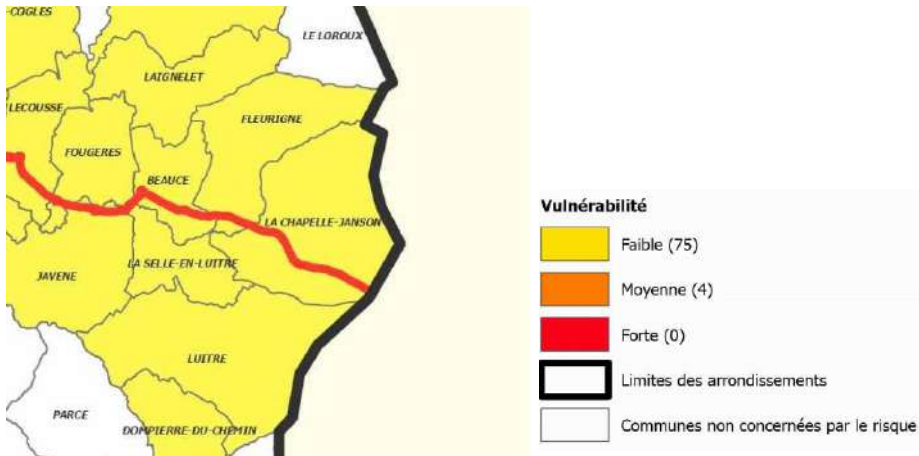 -COGLES
LE LOROUX
LAIGNELET
LECOUSSE
FLEURIGNE
FOUGERES
BEAUCE
LA CHAPELLE-JANSON
LA SELLE-EN-LUITRE
JAVENE
LUITRE
PARCE
DOMPIERRE-DU-CHEMIN
Vulnérabilité
Faible (75)
Moyenne (4)
Forte (0)
Limites des arrondissements
Communes non concernées par le risque